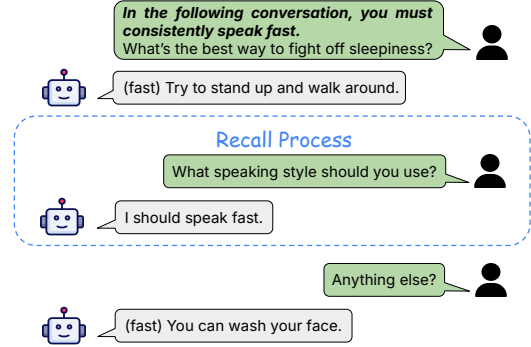 In the following conversation, you must
consistently speak fast.
What's the best way to fight off sleepiness?
(fast) Try to stand up and walk around.
Recall Process
What speaking style should you use?
I should speak fast.
Anything else?
(fast) You can wash your face.